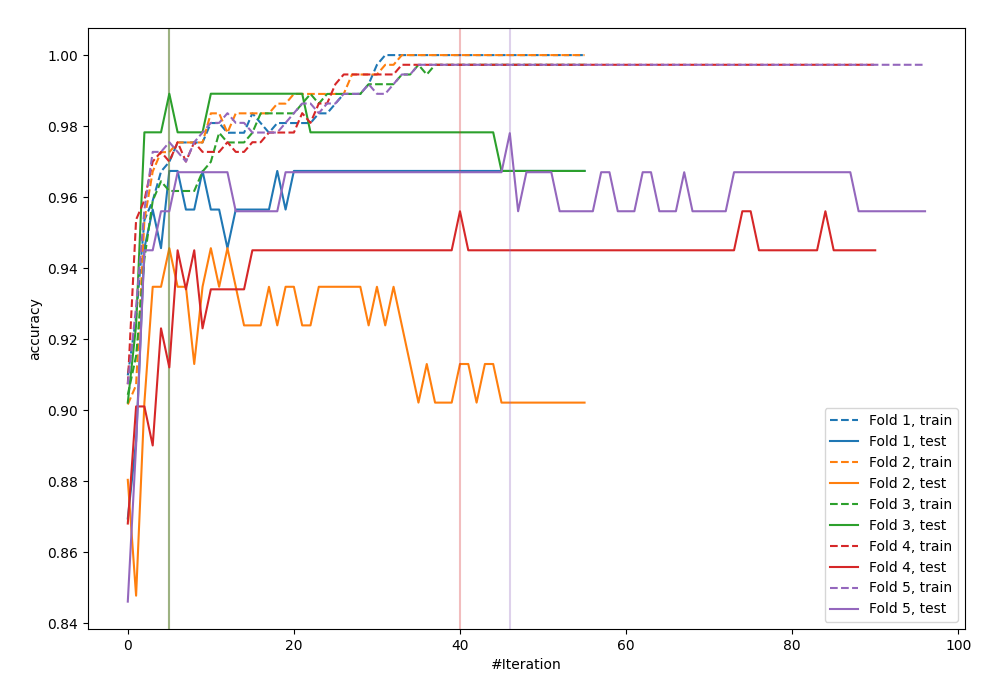 1.00
0.98
0.96
0.94
0.92
0.90
0.88
0.86
0.84
accuracy
0
20
40
60
80
100
#Iteration
Fold 1, train
Fold 1, test
Fold 2, train
Fold 2, test
Fold 3, train
Fold 3, test
Fold 4, train
Fold 4, test
Fold 5, train
Fold 5, test